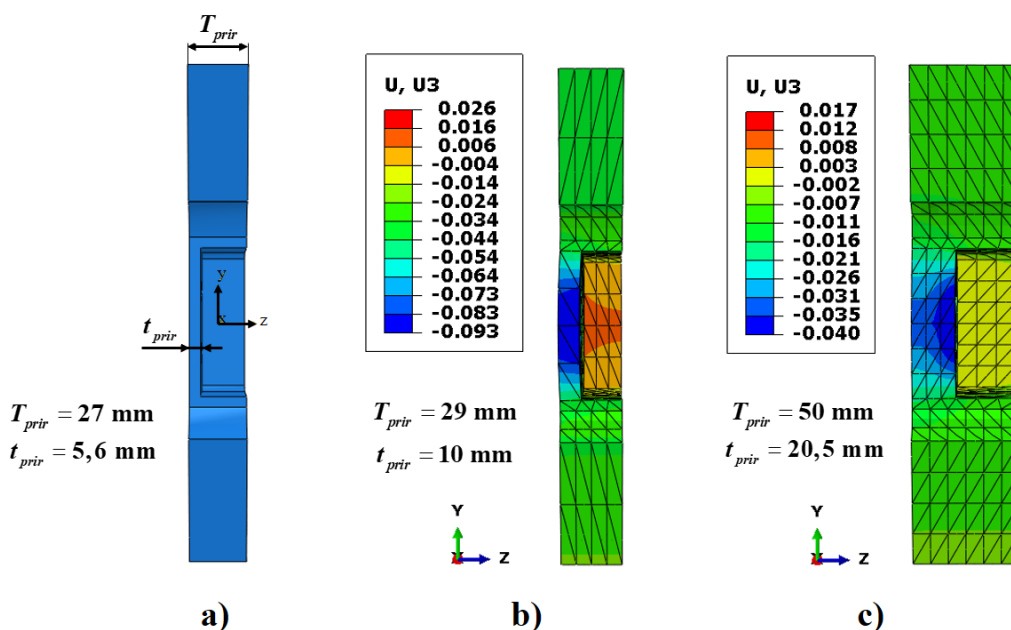 T_prir
y
x
z
t_prir
T_prir = 27 mm
t_prir = 5,6 mm
a)
U, U3
0.026
0.016
0.006
-0.004
-0.014
-0.024
-0.034
-0.044
-0.054
-0.064
-0.073
-0.083
-0.093
T_prir = 29 mm
t_prir = 10 mm
Y
X
Z
b)
U, U3
0.017
0.012
0.008
0.003
-0.002
-0.007
-0.011
-0.016
-0.021
-0.026
-0.031
-0.035
-0.040
T_prir = 50 mm
t_prir = 20,5 mm
Y
X
Z
c)